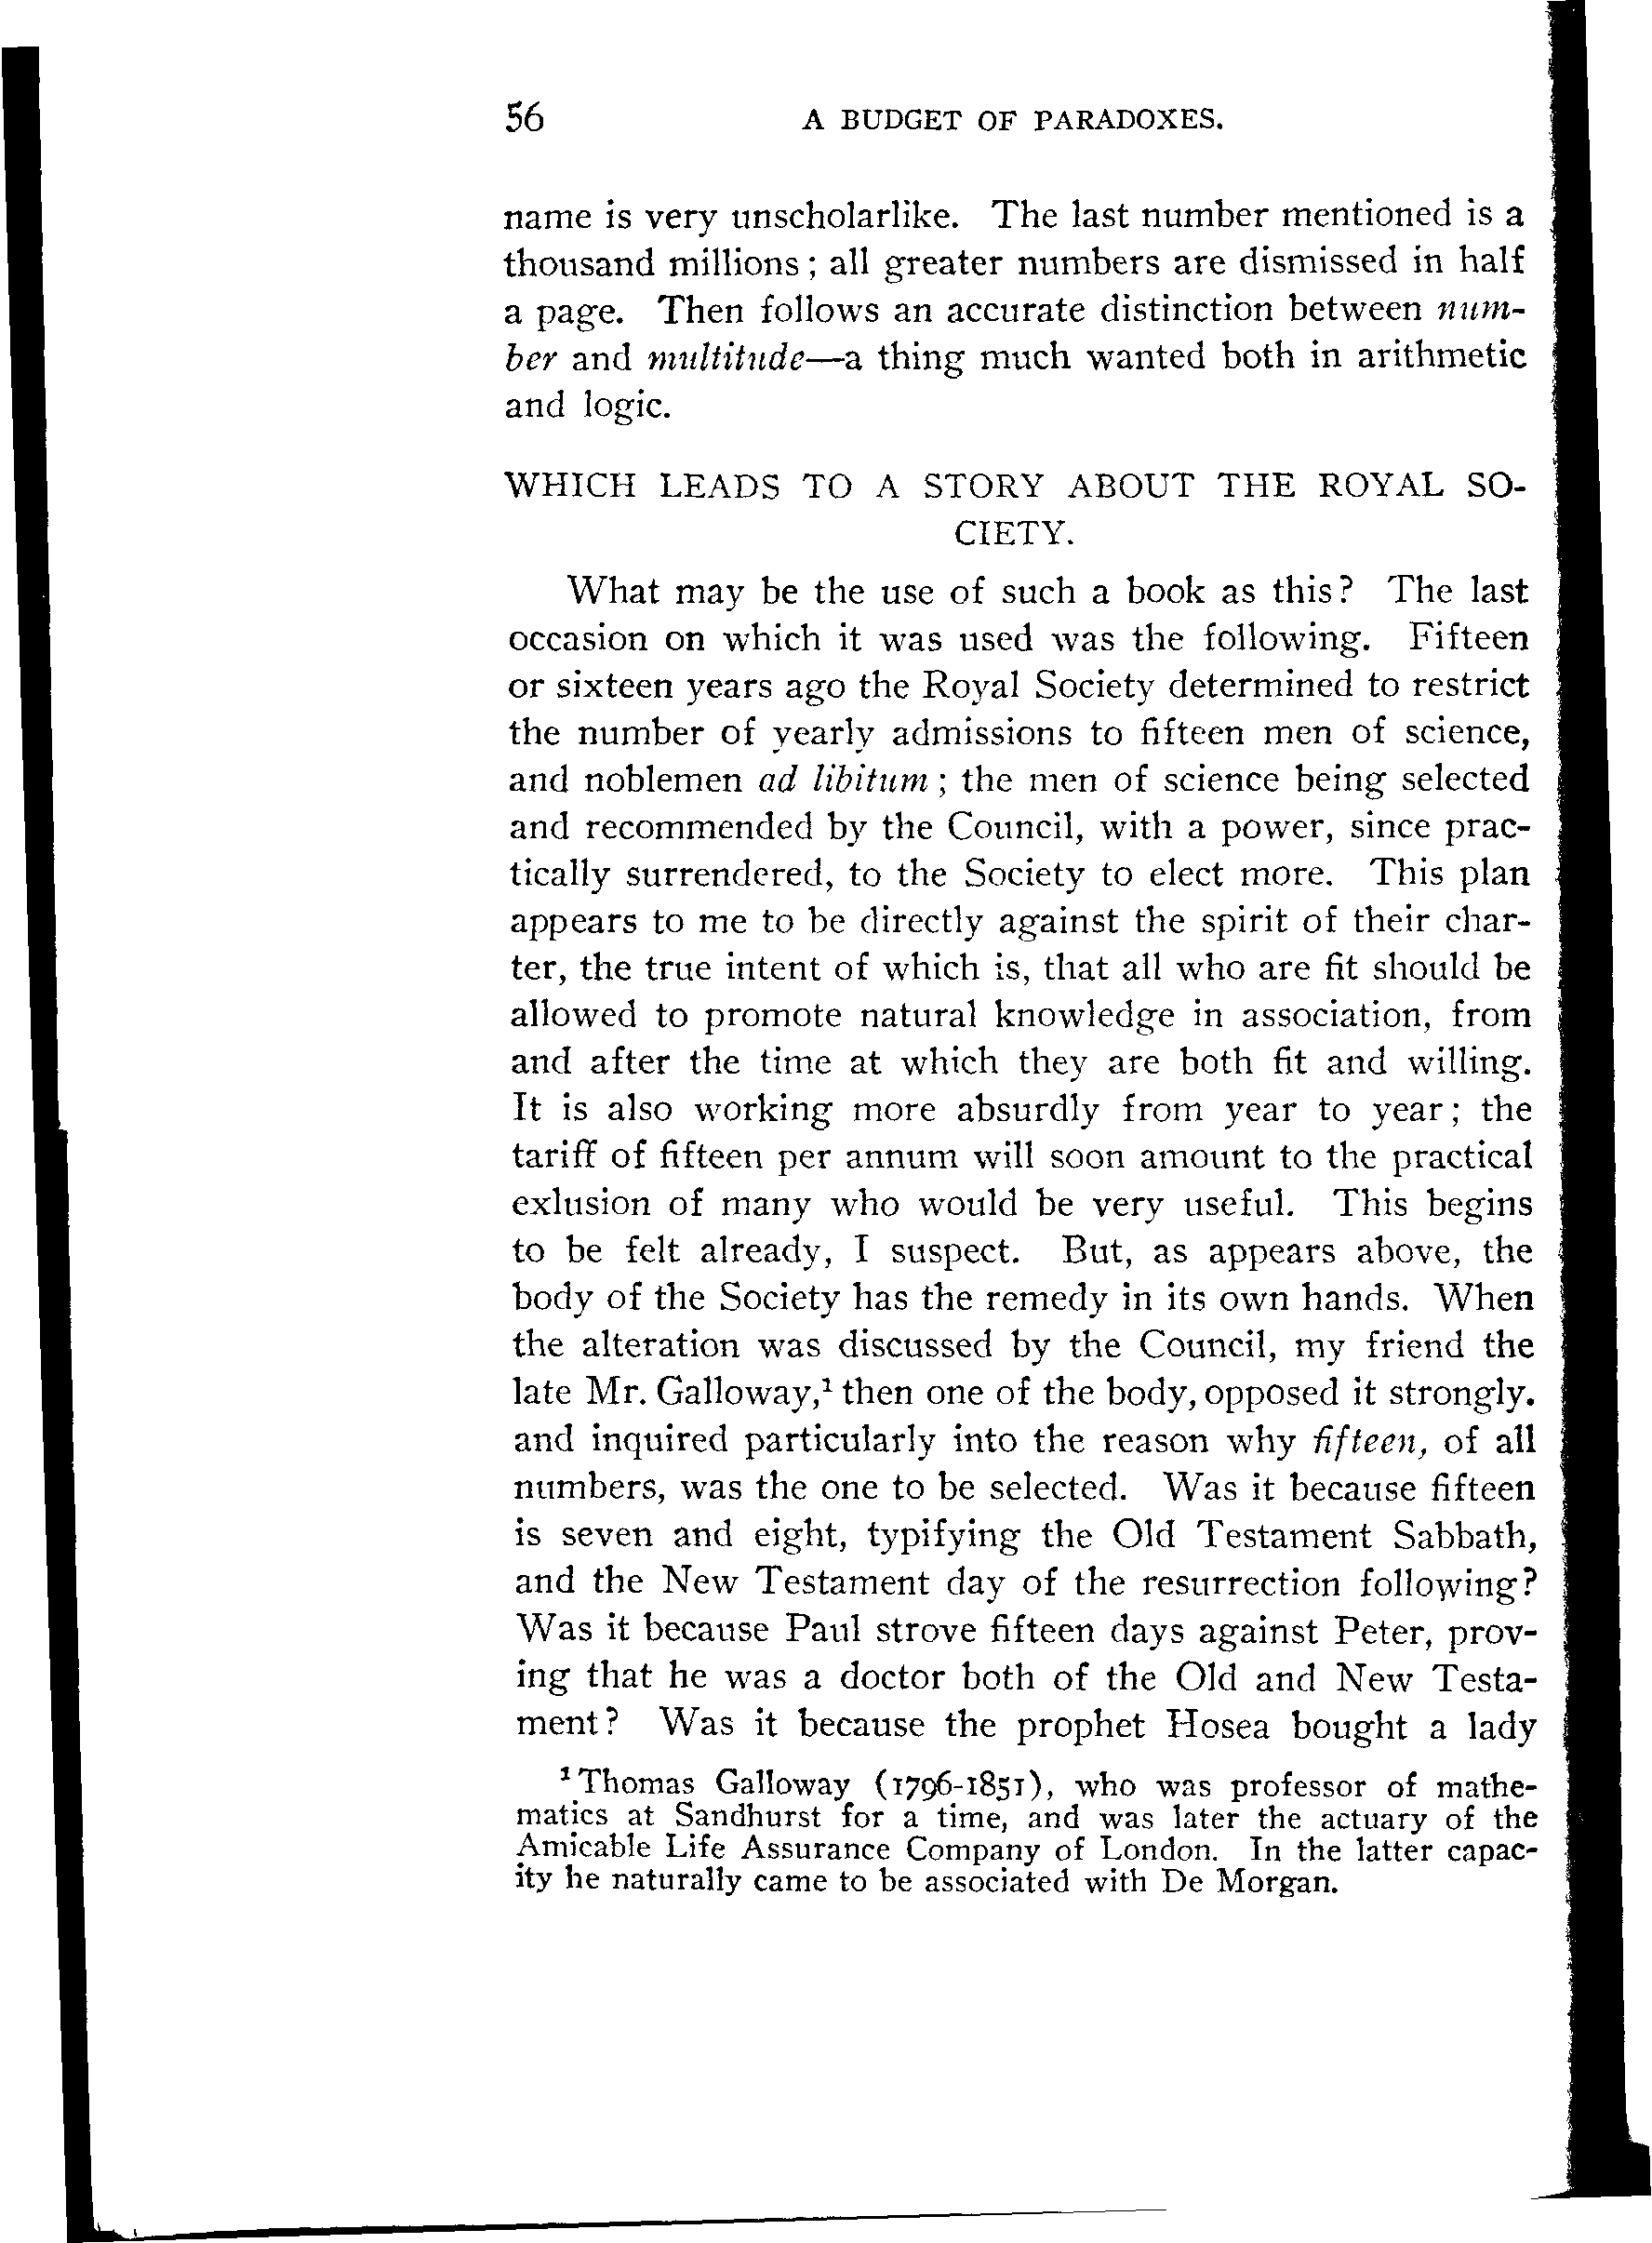 56 A BUDGET OF PARADOXES.
name is very unscholarlike. The last number mentioned is a
thousand millions; all greater numbers are dismissed in half
a page. Then follows an accurate distinction between num-
ber and multitude—a thing much wanted both in arithmetic
and logic.
WHICH LEADS TO A STORY ABOUT THE ROYAL SO-
CIETY.
What may be the use of such a book as this? The last
occasion on which it was used was the following. Fifteen
or sixteen years ago the Royal Society determined to restrict
the number of yearly admissions to fifteen men of science,
and noblemen ad libitum; the men of science being selected
and recommended by the Council, with a power, since prac-
tically surrendered, to the Society to elect more. This plan
appears to me to be directly against the spirit of their char-
ter, the true intent of which is, that all who are fit should be
allowed to promote natural knowledge in association, from
and after the time at which they are both fit and willing.
It is also working more absurdly from year to year; the
tariff of fifteen per annum will soon amount to the practical
exlusion of many who would be very useful. This begins
to be felt already, I suspect. But, as appears above, the
body of the Society has the remedy in its own hands. When
the alteration was discussed by the Council, my friend the
late Mr. Galloway,¹ then one of the body, opposed it strongly.
and inquired particularly into the reason why fifteen, of all
numbers, was the one to be selected. Was it because fifteen
is seven and eight, typifying the Old Testament Sabbath,
and the New Testament day of the resurrection following?
Was it because Paul strove fifteen days against Peter, prov-
ing that he was a doctor both of the Old and New Testa-
ment? Was it because the prophet Hosea bought a lady
¹ Thomas Galloway (1796-1851), who was professor of mathe-
matics at Sandhurst for a time, and was later the actuary of the
Amicable Life Assurance Company of London. In the latter capac-
ity he naturally came to be associated with De Morgan.